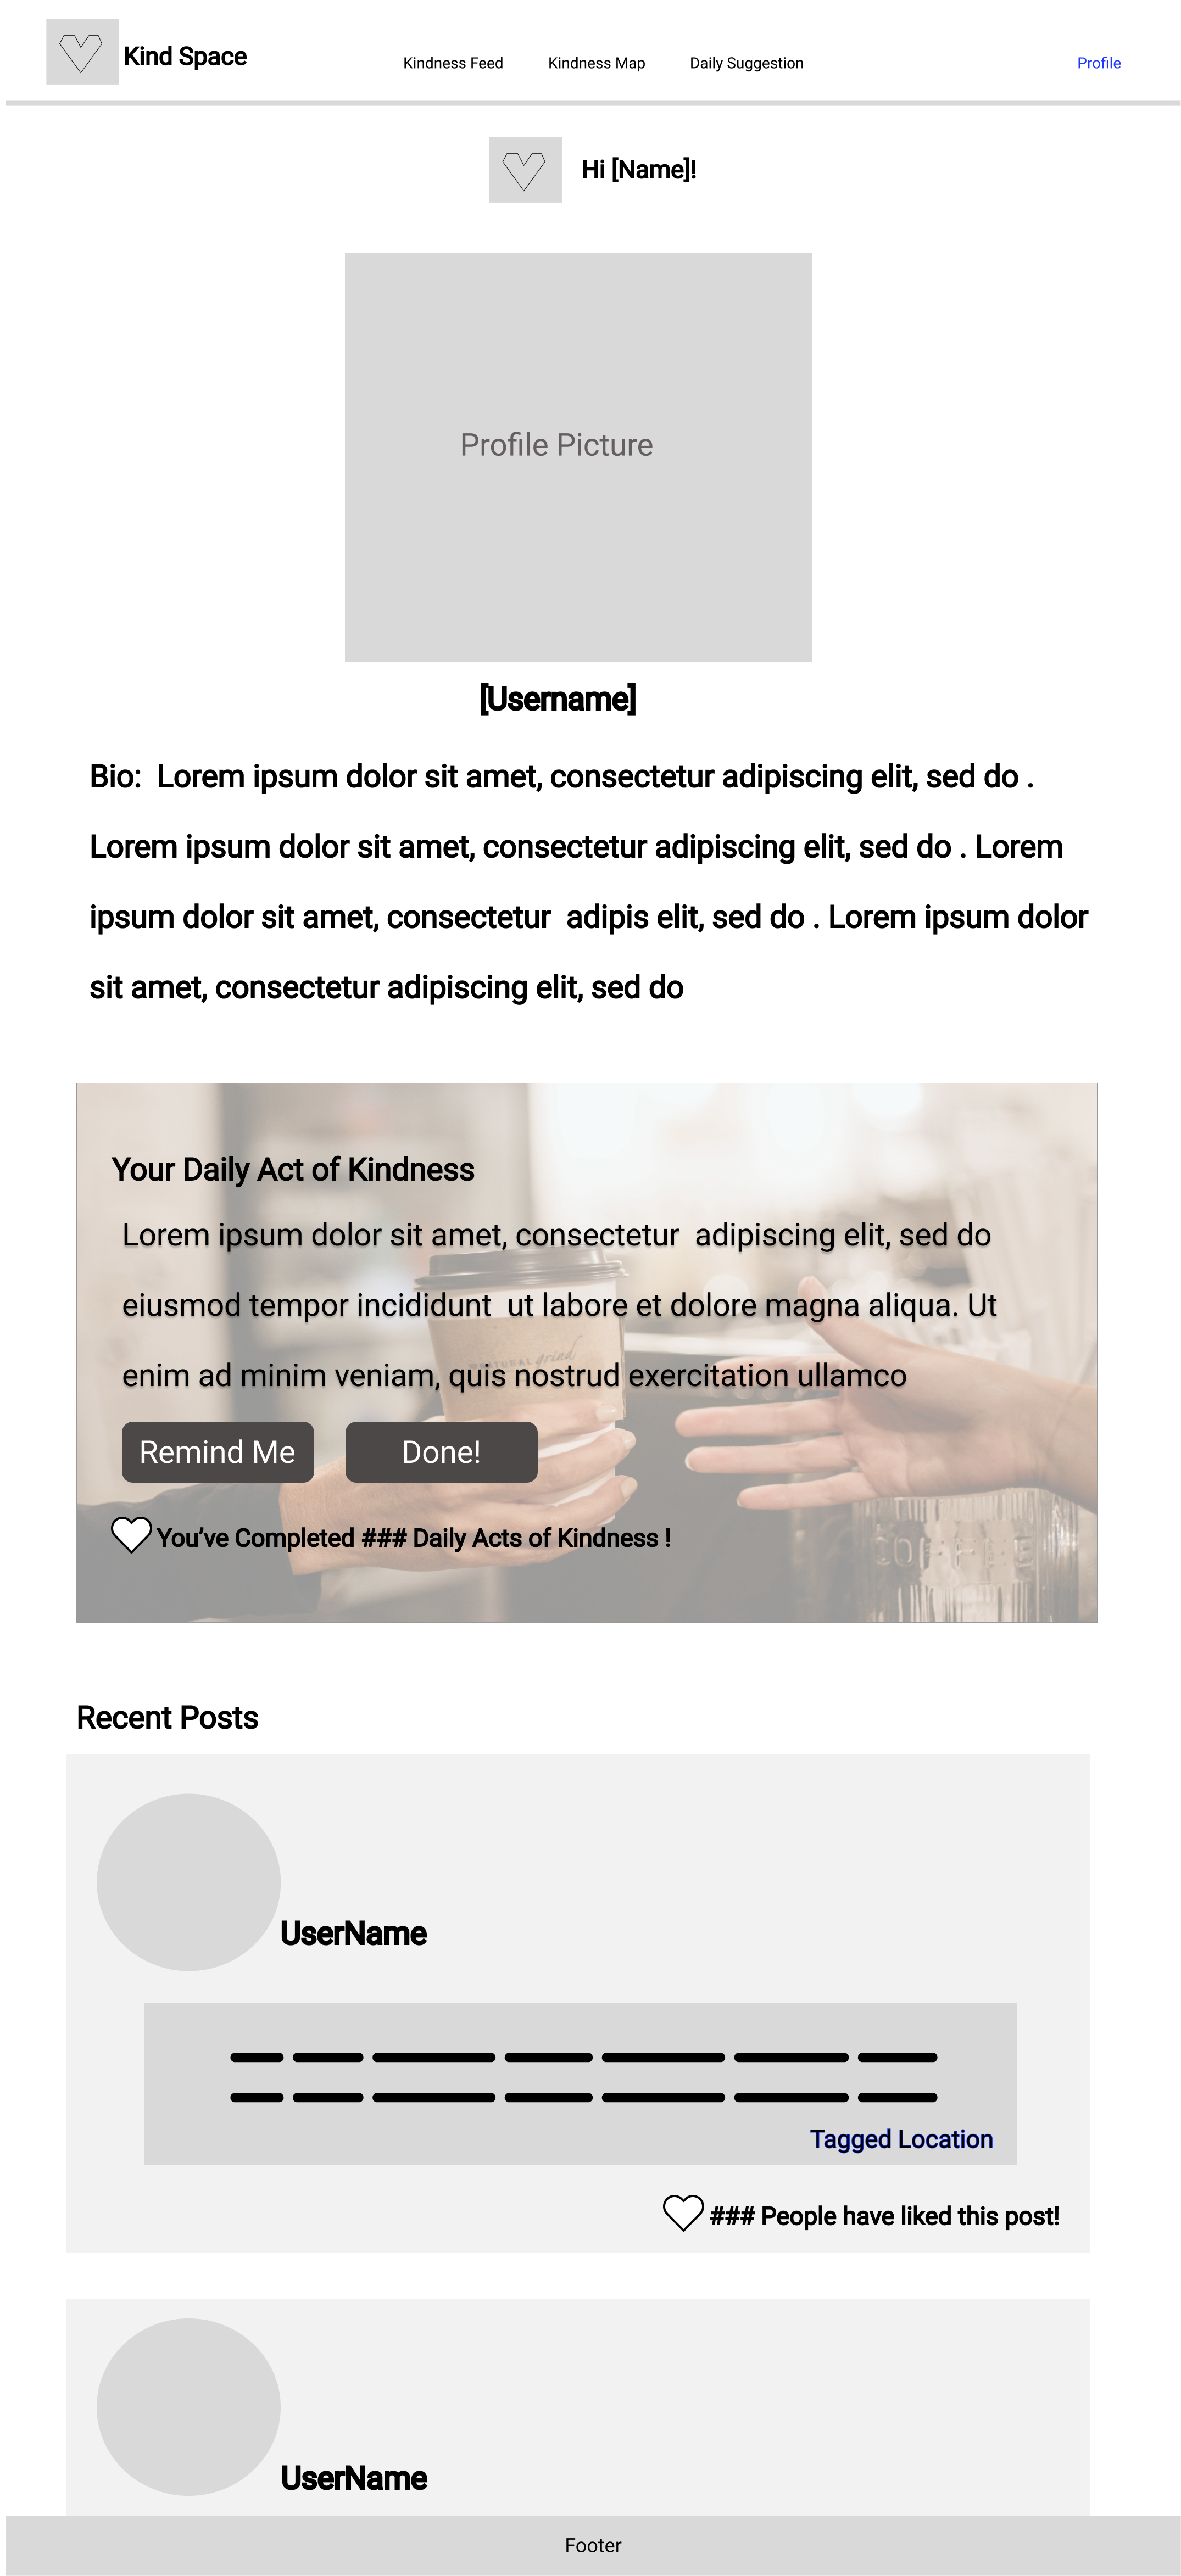 Kind Space
Kindness Feed
Kindness Map
Daily Suggestion
Profile
Hi [Name]!
Profile Picture
[Username]
Bio:  Lorem ipsum dolor sit amet, consectetur adipiscing elit, sed do .
Lorem ipsum dolor sit amet, consectetur adipiscing elit, sed do . Lorem
ipsum dolor sit amet, consectetur  adipis elit, sed do . Lorem ipsum dolor
sit amet, consectetur adipiscing elit, sed do
Your Daily Act of Kindness
Lorem ipsum dolor sit amet, consectetur  adipiscing elit, sed do
eiusmod tempor incididunt  ut labore et dolore magna aliqua. Ut
enim ad minim veniam, quis nostrud exercitation ullamco
grind
Remind Me
Done!
You’ve Completed ### Daily Acts of Kindness !
COFFEE
Recent Posts
UserName
Tagged Location
### People have liked this post!
UserName
Footer